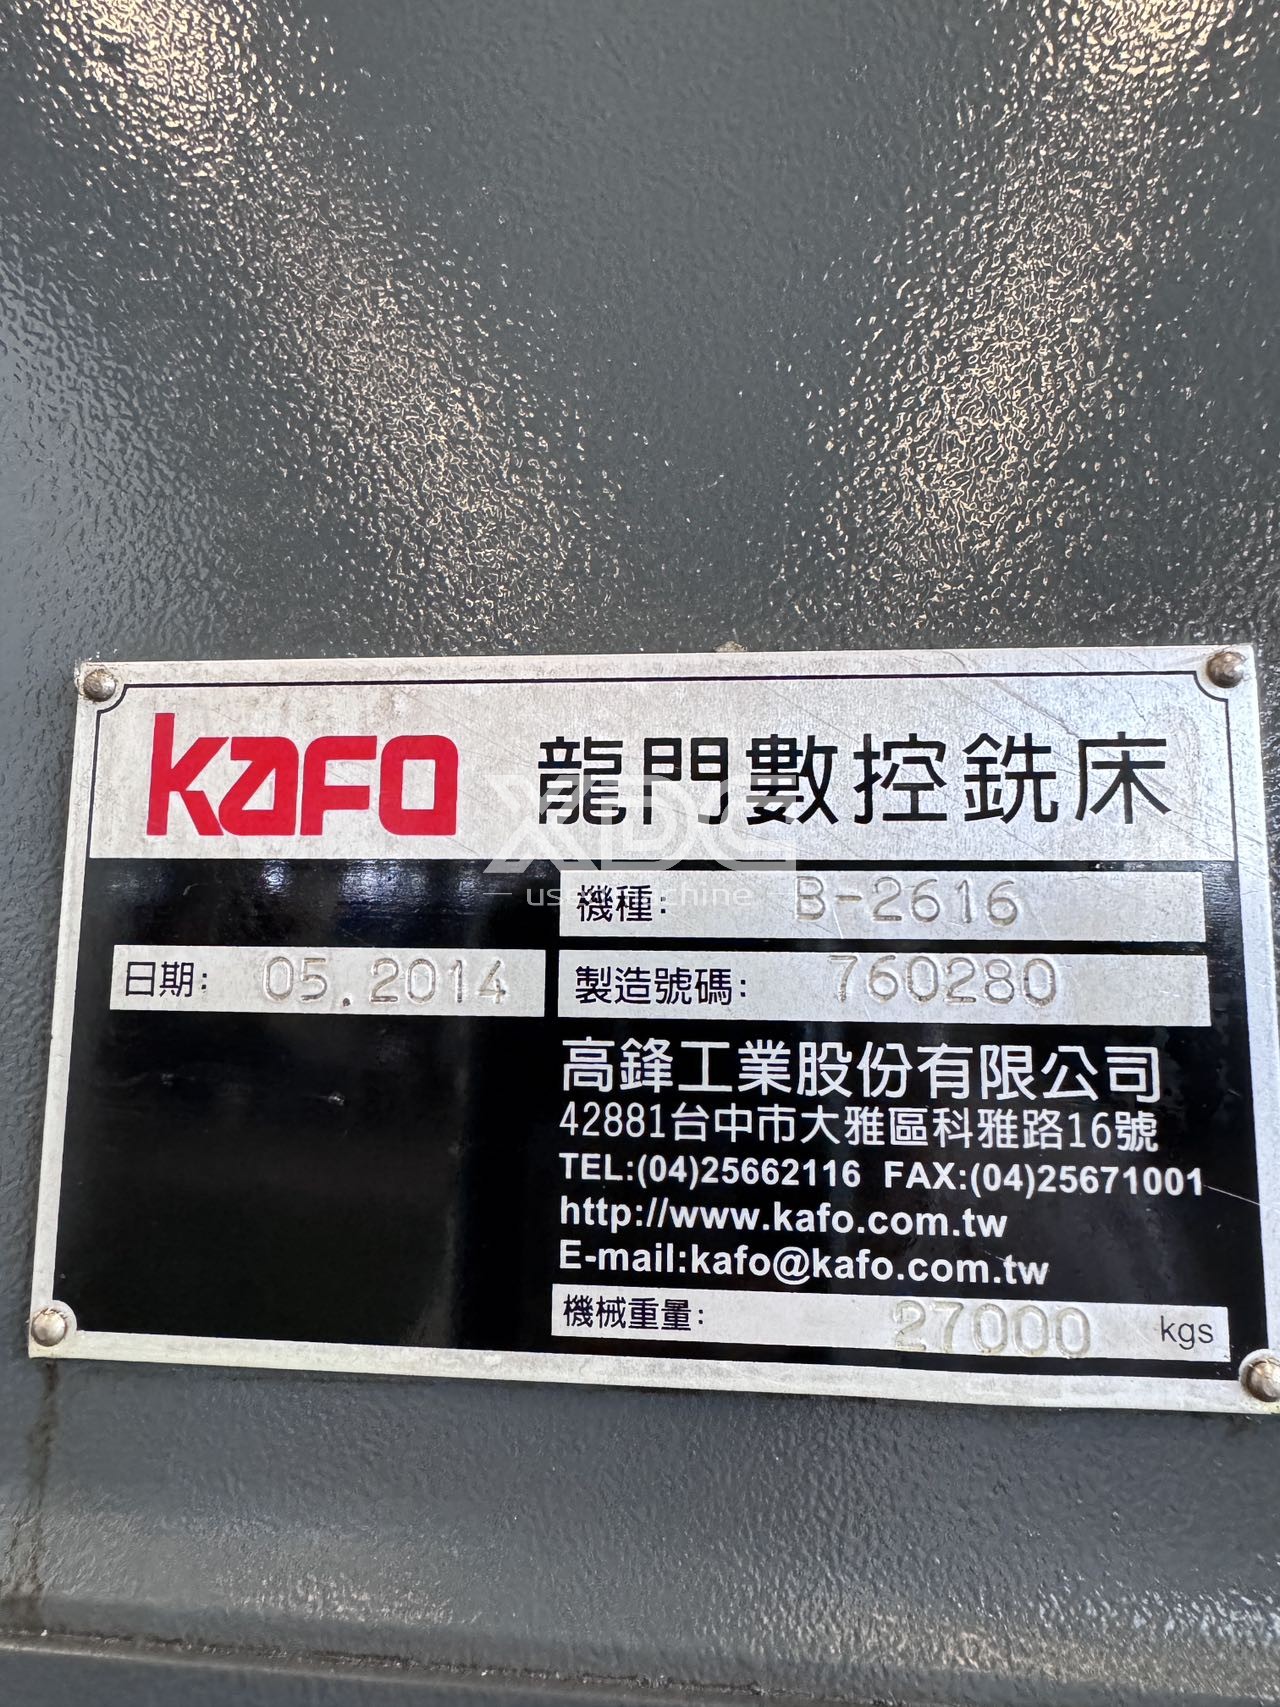 KAFO 龍門數控銑床
XDE
used machine
機種: B-2616
日期: 05.2014
製造號碼: 760280
高鋒工業股份有限公司
42881台中市大雅區科雅路16號
TEL:(04)25662116 FAX:(04)25671001
http://www.kafo.com.tw
E-mail:kafo@kafo.com.tw
機械重量: 27000 kgs